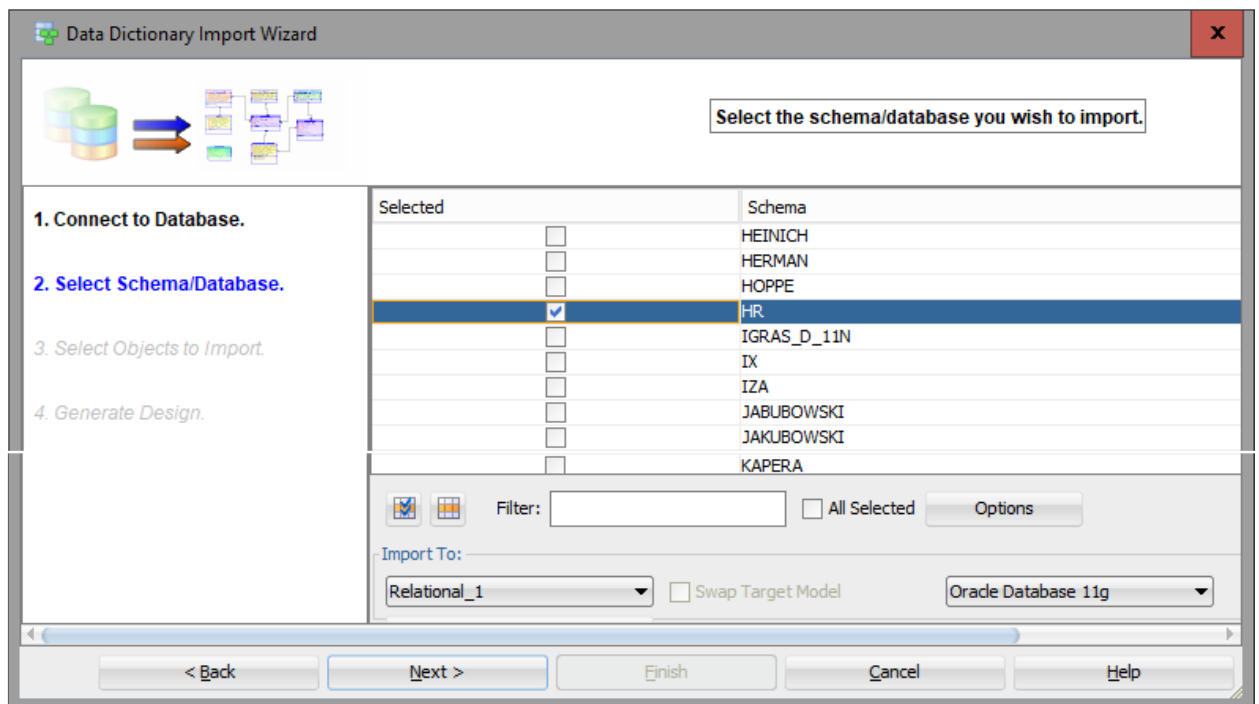 Data Dictionary Import Wizard
x
Select the schema/database you wish to import.
1. Connect to Database.
2. Select Schema/Database.
3. Select Objects to Import.
4. Generate Design.
Selected Schema
HEINICH
HERMAN
HOPPE
HR
IGRAS_D_11N
IX
IZA
JABUBOWSKI
JAKUBOWSKI
KAPERA
Filter: All Selected Options
Import To:
Relational_1 Swap Target Model Oracle Database 11g
< Back Next > Finish Cancel Help